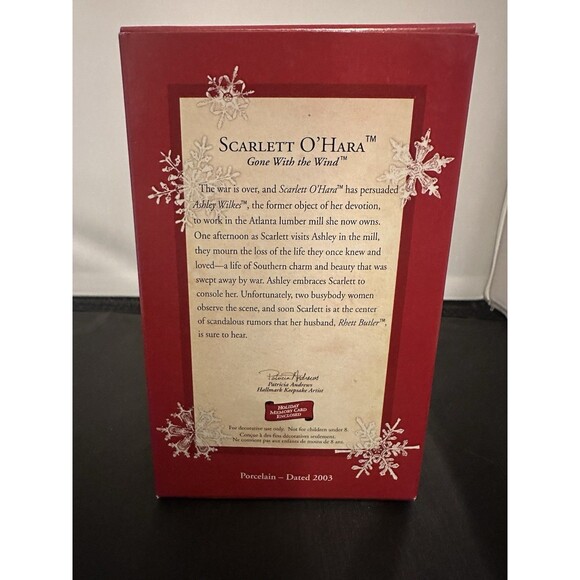 SCARLETT O'HARA™
Gone With the Wind™
The war is over, and Scarlett O'Hara™ has persuaded
Ashley Wilkes™, the former object of her devotion,
to work in the Atlanta lumber mill she now owns.
One afternoon as Scarlett visits Ashley in the mill,
they mourn the loss of the life they once knew and
loved—a life of Southern charm and beauty that was
swept away by war. Ashley embraces Scarlett to
console her. Unfortunately, two busybody women
observe the scene, and soon Scarlett is at the
center of scandalous rumors that her husband, Rhett Butler™,
is sure to hear.
Patricia Andrews
Patricia Andrews
Hallmark Keepsake Artist
HOLIDAY
MEMORY CARD
ENCLOSED
For decorative use only. Not for children under 8.
Conçu à des fins décoratives seulement.
Ne convient pas aux enfants de moins de 8 ans.
Porcelain – Dated 2003